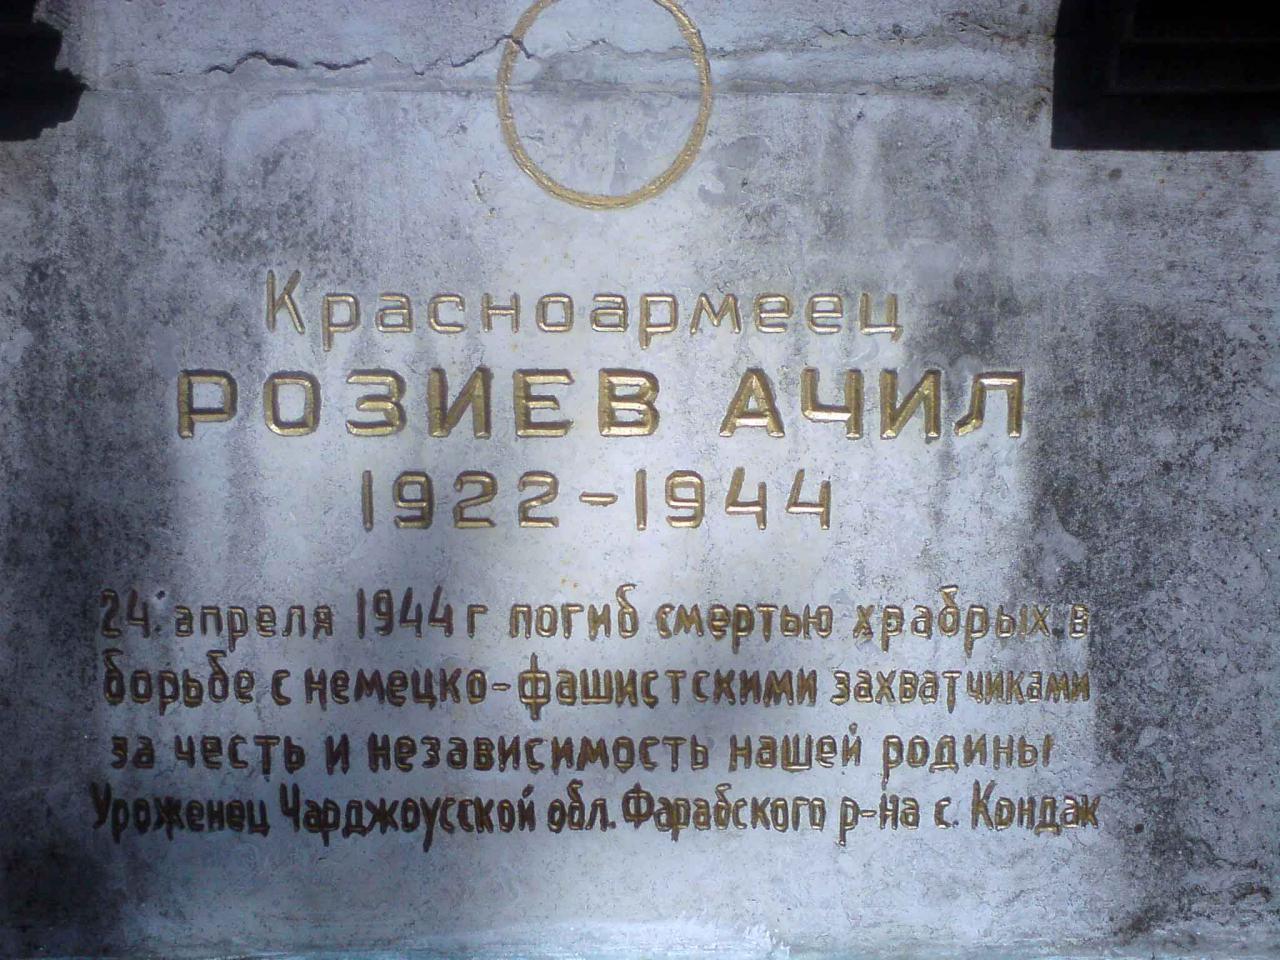 Красноармеец
РОЗИЕВ АЧИЛ
1922-1944
24. апреля 1944 г погиб смертью храбрых в
борьбе с немецко-фашистскими захватчиками
за честь и независимость нашей родины
Уроженец Чарджоусской обл. Фарабского р-на с. Кондак